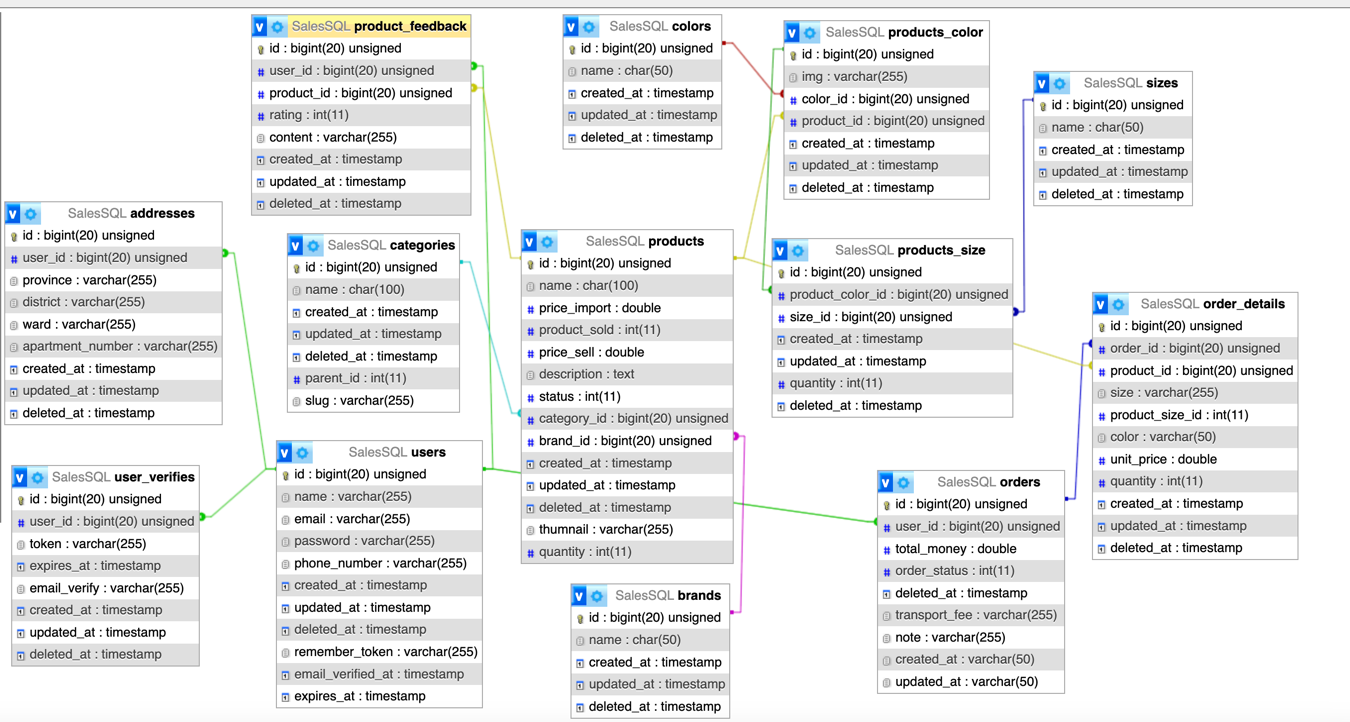 SalesSQL product_feedback
id : bigint(20) unsigned
user_id : bigint(20) unsigned
product_id : bigint(20) unsigned
rating : int(11)
content : varchar(255)
created_at : timestamp
updated_at : timestamp
deleted_at : timestamp
SalesSQL colors
id : bigint(20) unsigned
name : char(50)
created_at : timestamp
updated_at : timestamp
deleted_at : timestamp
SalesSQL products_color
id : bigint(20) unsigned
img : varchar(255)
color_id : bigint(20) unsigned
product_id : bigint(20) unsigned
created_at : timestamp
updated_at : timestamp
deleted_at : timestamp
SalesSQL sizes
id : bigint(20) unsigned
name : char(50)
created_at : timestamp
updated_at : timestamp
deleted_at : timestamp
SalesSQL addresses
id : bigint(20) unsigned
user_id : bigint(20) unsigned
province : varchar(255)
district : varchar(255)
ward : varchar(255)
apartment_number : varchar(255)
created_at : timestamp
updated_at : timestamp
deleted_at : timestamp
SalesSQL categories
id : bigint(20) unsigned
name : char(100)
created_at : timestamp
updated_at : timestamp
deleted_at : timestamp
parent_id : int(11)
slug : varchar(255)
SalesSQL products
id : bigint(20) unsigned
name : char(100)
price_import : double
product_sold : int(11)
price_sell : double
description : text
status : int(11)
category_id : bigint(20) unsigned
brand_id : bigint(20) unsigned
created_at : timestamp
updated_at : timestamp
deleted_at : timestamp
thumnail : varchar(255)
quantity : int(11)
SalesSQL products_size
id : bigint(20) unsigned
product_color_id : bigint(20) unsigned
size_id : bigint(20) unsigned
created_at : timestamp
updated_at : timestamp
quantity : int(11)
deleted_at : timestamp
SalesSQL order_details
id : bigint(20) unsigned
order_id : bigint(20) unsigned
product_id : bigint(20) unsigned
size : varchar(255)
product_size_id : int(11)
color : varchar(50)
unit_price : double
quantity : int(11)
created_at : timestamp
updated_at : timestamp
deleted_at : timestamp
SalesSQL user_verifies
id : bigint(20) unsigned
user_id : bigint(20) unsigned
token : varchar(255)
expires_at : timestamp
email_verify : varchar(255)
created_at : timestamp
updated_at : timestamp
deleted_at : timestamp
SalesSQL users
id : bigint(20) unsigned
name : varchar(255)
email : varchar(255)
password : varchar(255)
phone_number : varchar(255)
created_at : timestamp
updated_at : timestamp
deleted_at : timestamp
remember_token : varchar(255)
email_verified_at : timestamp
expires_at : timestamp
SalesSQL brands
id : bigint(20) unsigned
name : char(50)
created_at : timestamp
updated_at : timestamp
deleted_at : timestamp
SalesSQL orders
id : bigint(20) unsigned
user_id : bigint(20) unsigned
total_money : double
order_status : int(11)
deleted_at : timestamp
transport_fee : varchar(255)
note : varchar(255)
created_at : varchar(50)
updated_at : varchar(50)